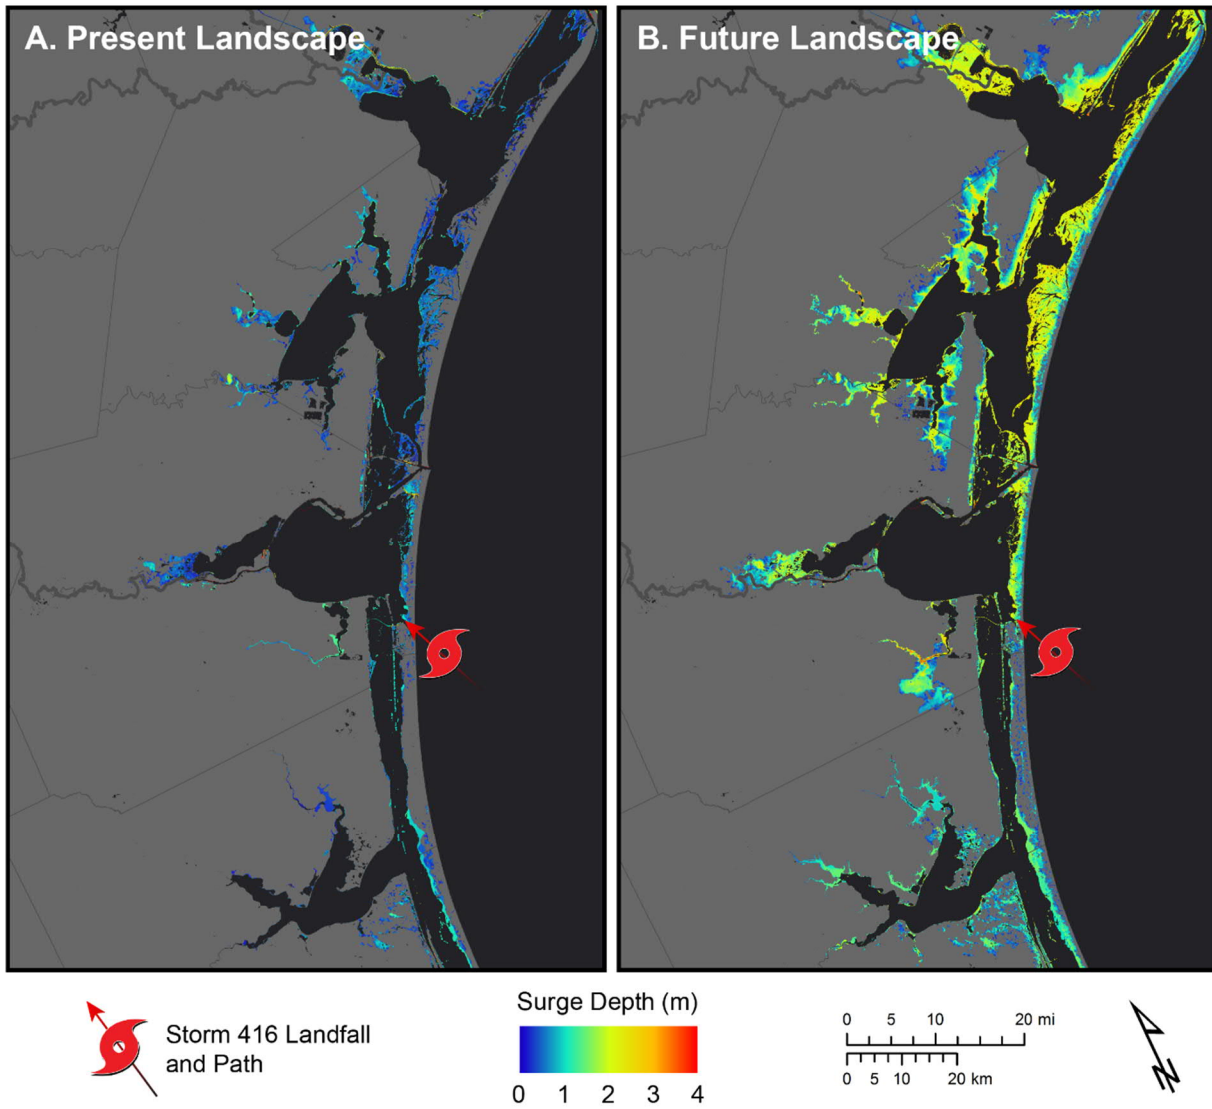 A. Present Landscape
B. Future Landscape
Storm 416 Landfall
and Path
Surge Depth (m)
0 1 2 3 4
0 5 10 20 mi
0 5 10 20 km
N